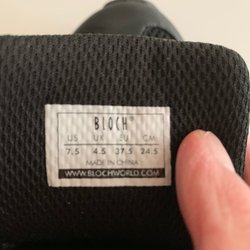 BLOCH®
US UK EU CM
7.5 4.5 37.5 24.5
MADE IN CHINA
WWW.BLOCHWORLD.COM